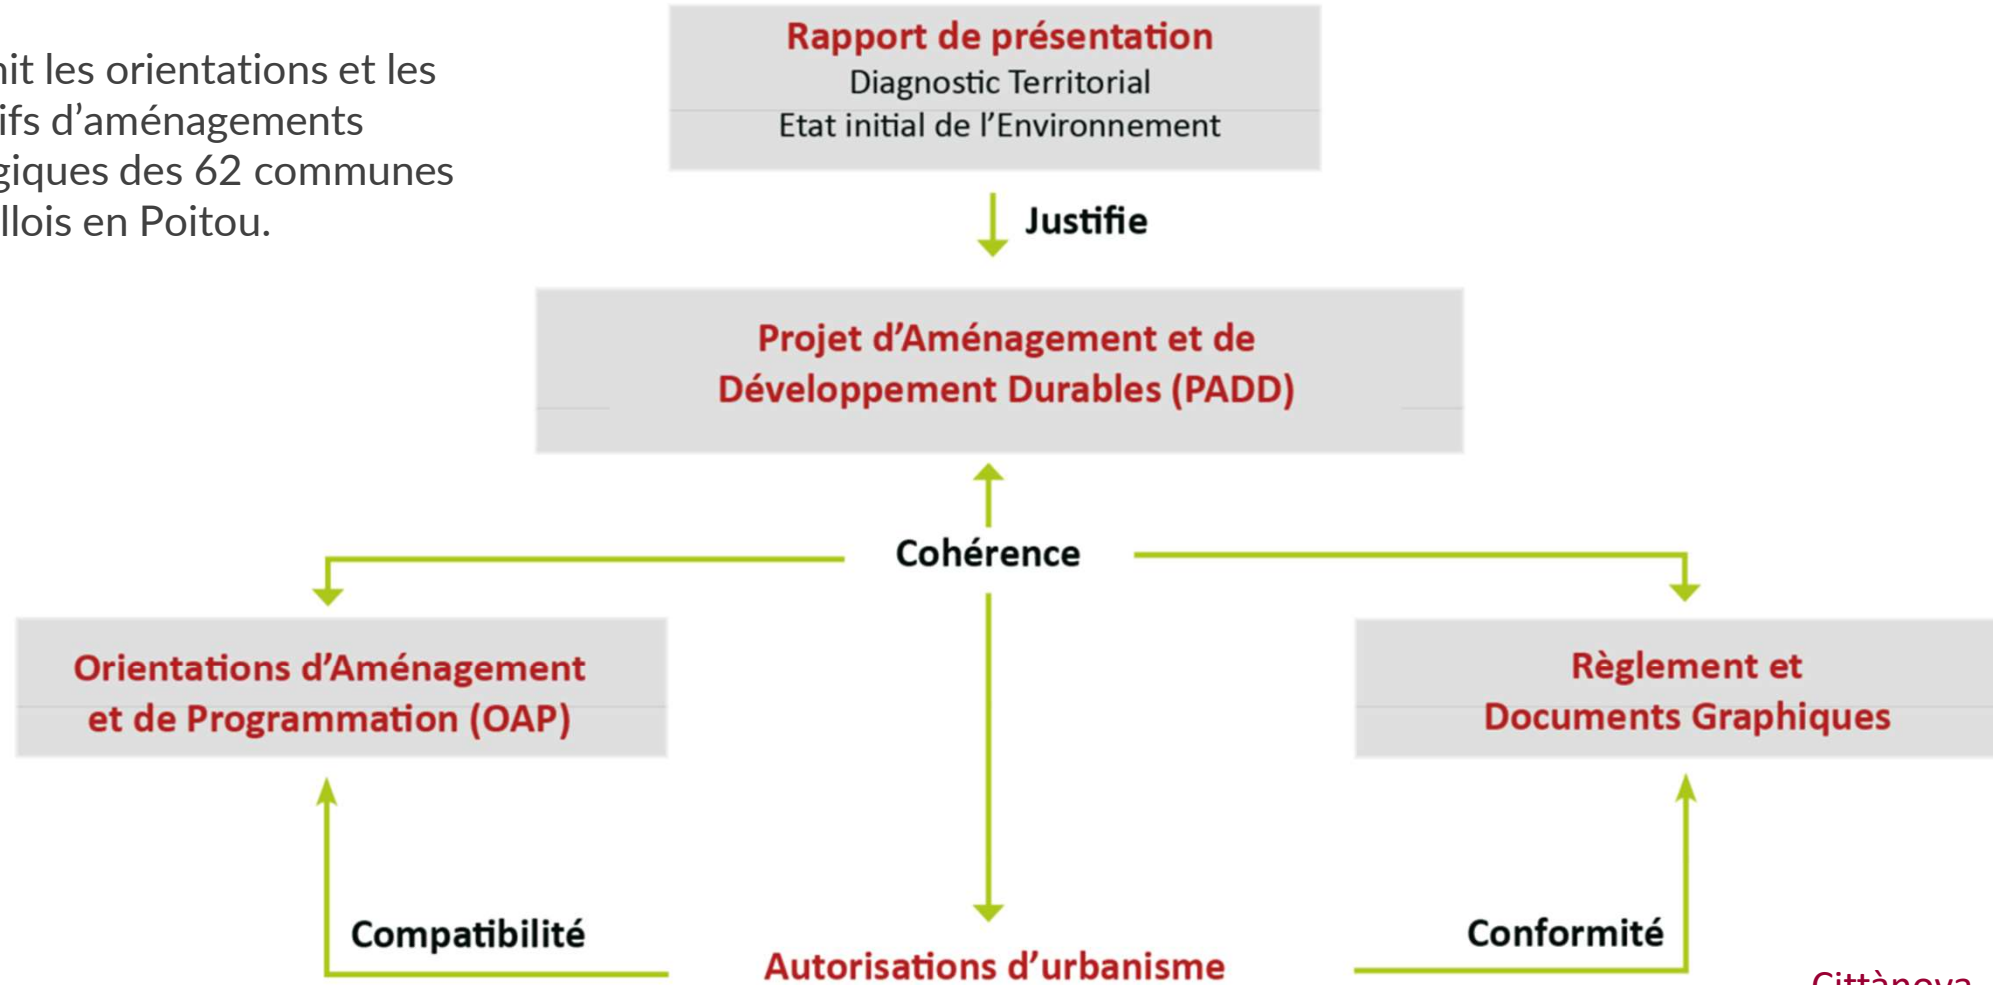 nit les orientations et les
ifs d’aménagements
giques des 62 communes
llois en Poitou.
Rapport de présentation
Diagnostic Territorial
Etat initial de l’Environnement
Justifie
Projet d’Aménagement et de
Développement Durables (PADD)
Cohérence
Orientations d’Aménagement
et de Programmation (OAP)
Règlement et
Documents Graphiques
Compatibilité
Conformité
Autorisations d’urbanisme
Cittànova